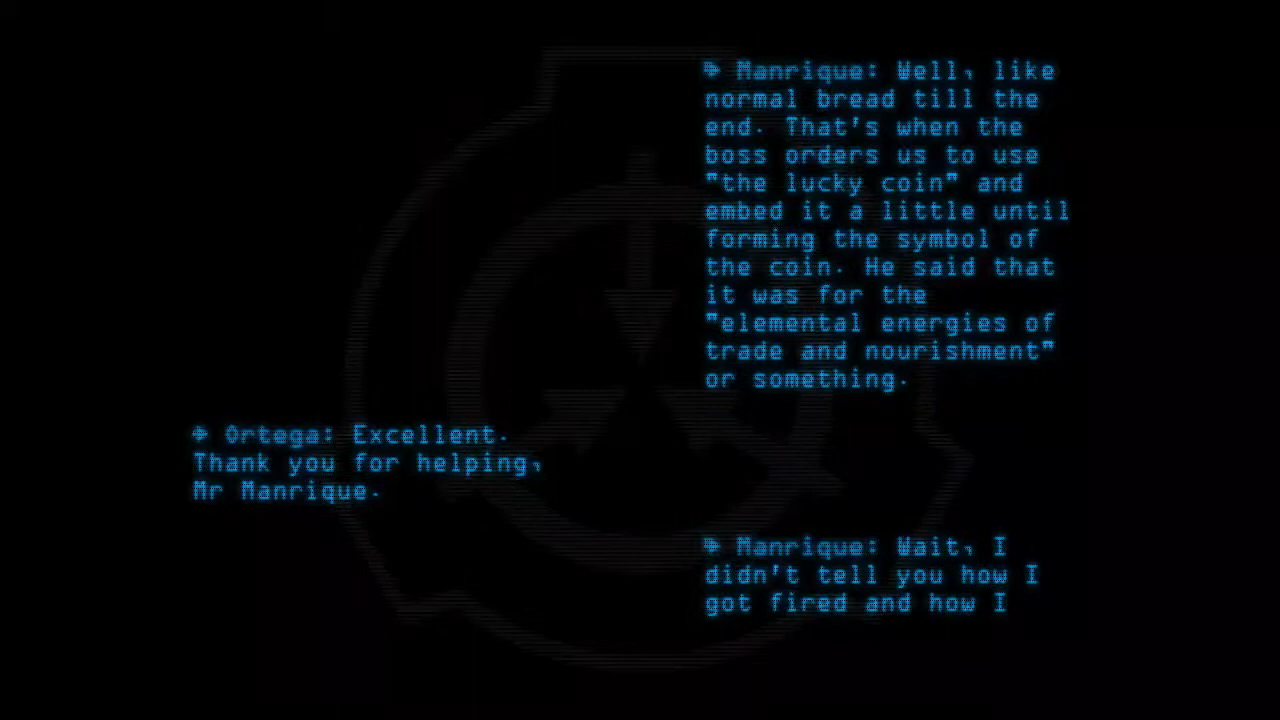 Manrique: Well, like
normal bread till the
end. That's when the
boss orders us to use
"the lucky coin" and
embed it a little until
forming the symbol of
the coin. He said that
it was for the
"elemental energies of
trade and nourishment"
or something.
Ortega: Excellent.
Thank you for helping,
Mr Manrique.
Manrique: Wait, I
didn't tell you how I
got fired and how I